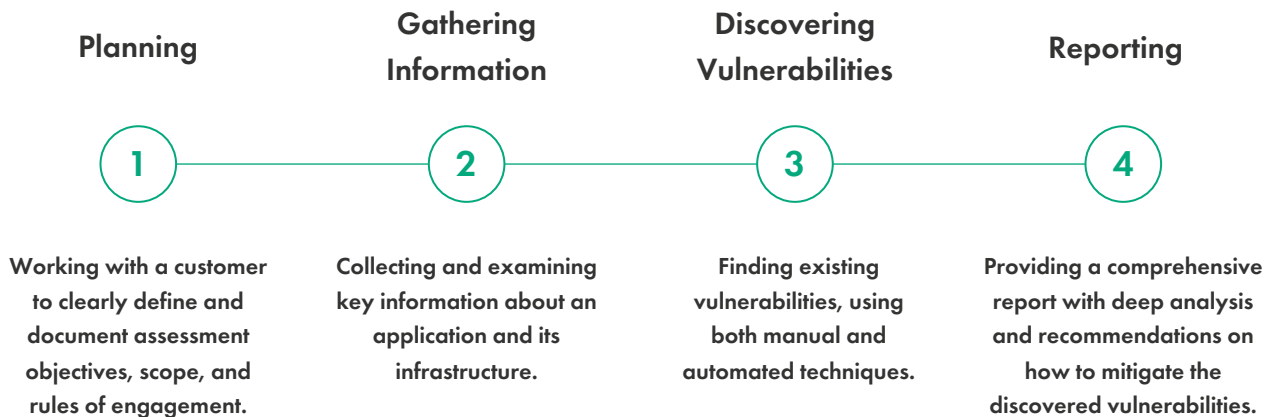 Planning
Gathering
Information
Discovering
Vulnerabilities
Reporting
1
2
3
4
Working with a customer
to clearly define and
document assessment
objectives, scope, and
rules of engagement.
Collecting and examining
key information about an
application and its
infrastructure.
Finding existing
vulnerabilities, using
both manual and
automated techniques.
Providing a comprehensive
report with deep analysis
and recommendations on
how to mitigate the
discovered vulnerabilities.